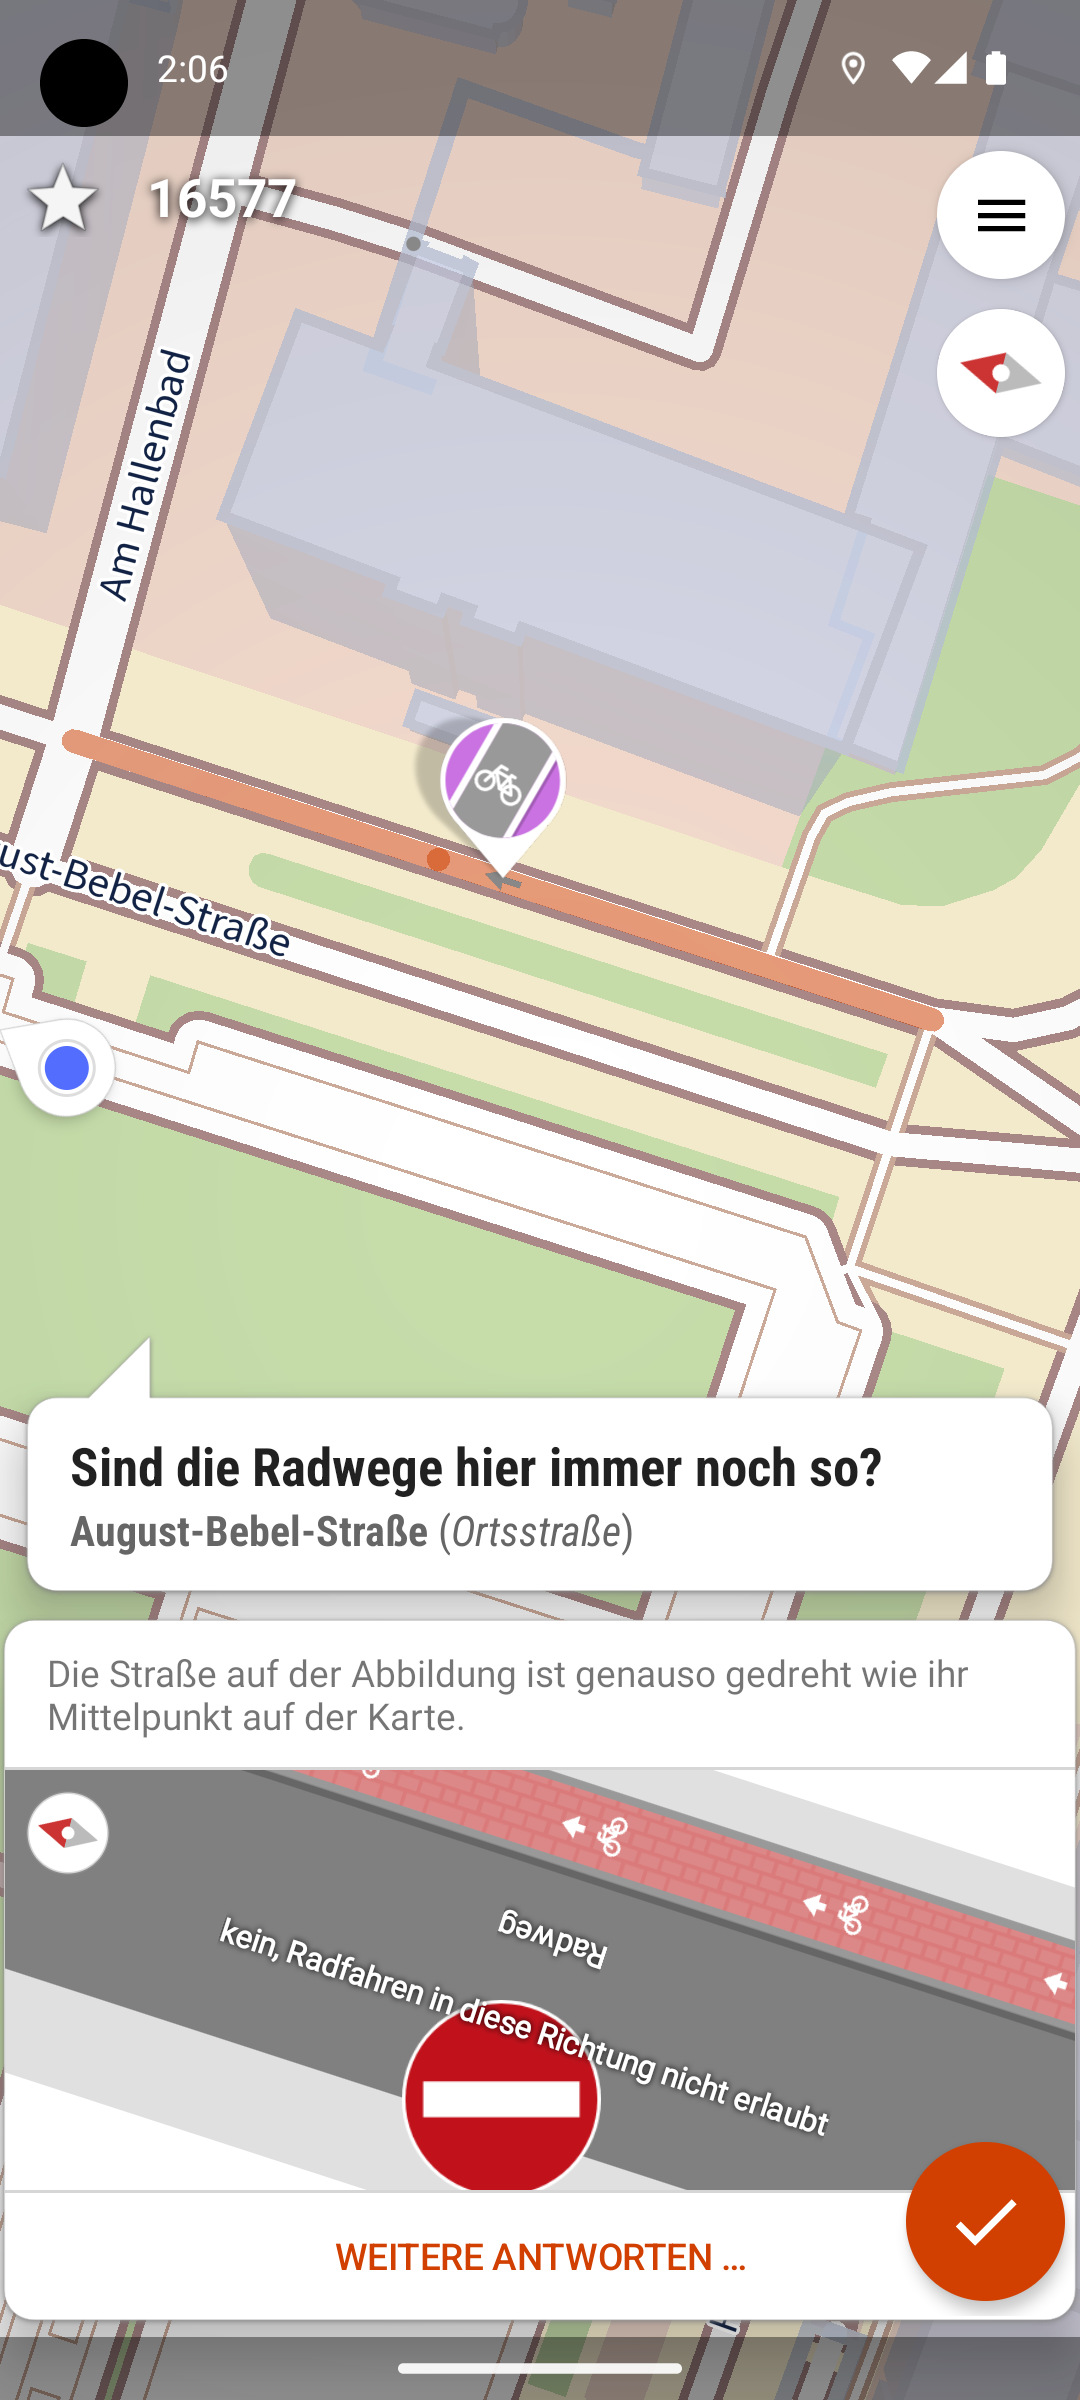 2:06
16577
Am Hallenbad
ust-Bebel-Straße
Sind die Radwege hier immer noch so?
August-Bebel-Straße (Ortsstraße)
Die Straße auf der Abbildung ist genauso gedreht wie ihr
Mittelpunkt auf der Karte.
Radweg
kein, Radfahren in diese Richtung nicht erlaubt
WEITERE ANTWORTEN …